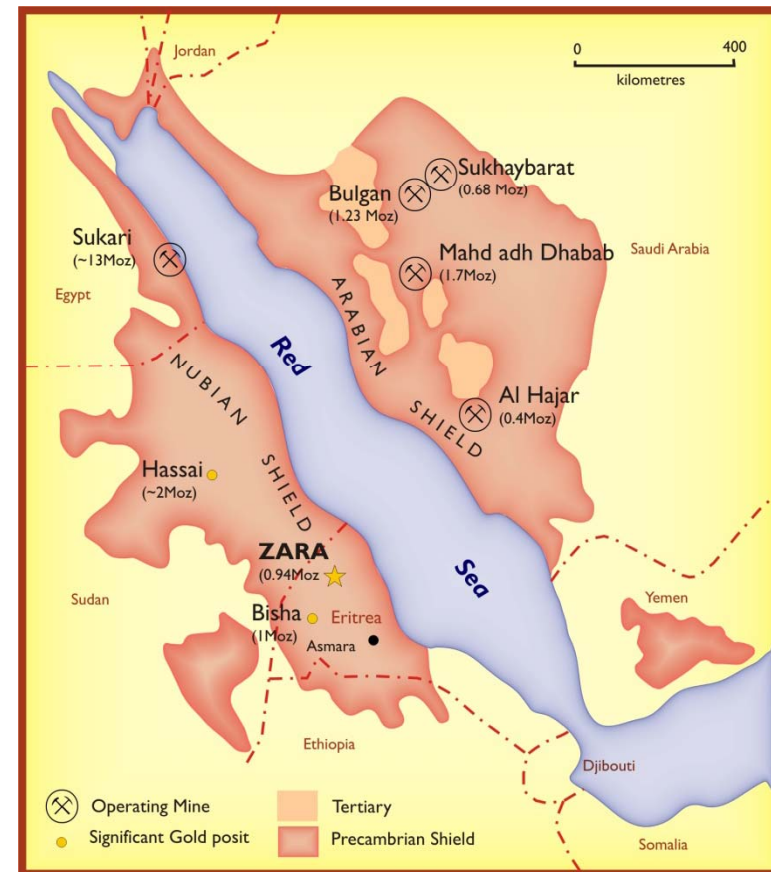 Jordan
0 400
kilometres
Sukhaybarat
(0.68 Moz)
Bulgan
(1.23 Moz)
Sukari
(~13Moz)
Mahd adh Dhabab
(1.7Moz)
Saudi Arabia
Egypt
ARABIAN
SHIELD
Red
Sea
NUBIAN
SHIELD
Al Hajar
(0.4Moz)
Hassai
(~2Moz)
ZARA
(0.94Moz
Sudan
Bisha
(1Moz)
Eritrea
Asmara
Yemen
Ethiopia
Djibouti
Somalia
Operating Mine
Tertiary
Significant Gold posit
Precambrian Shield